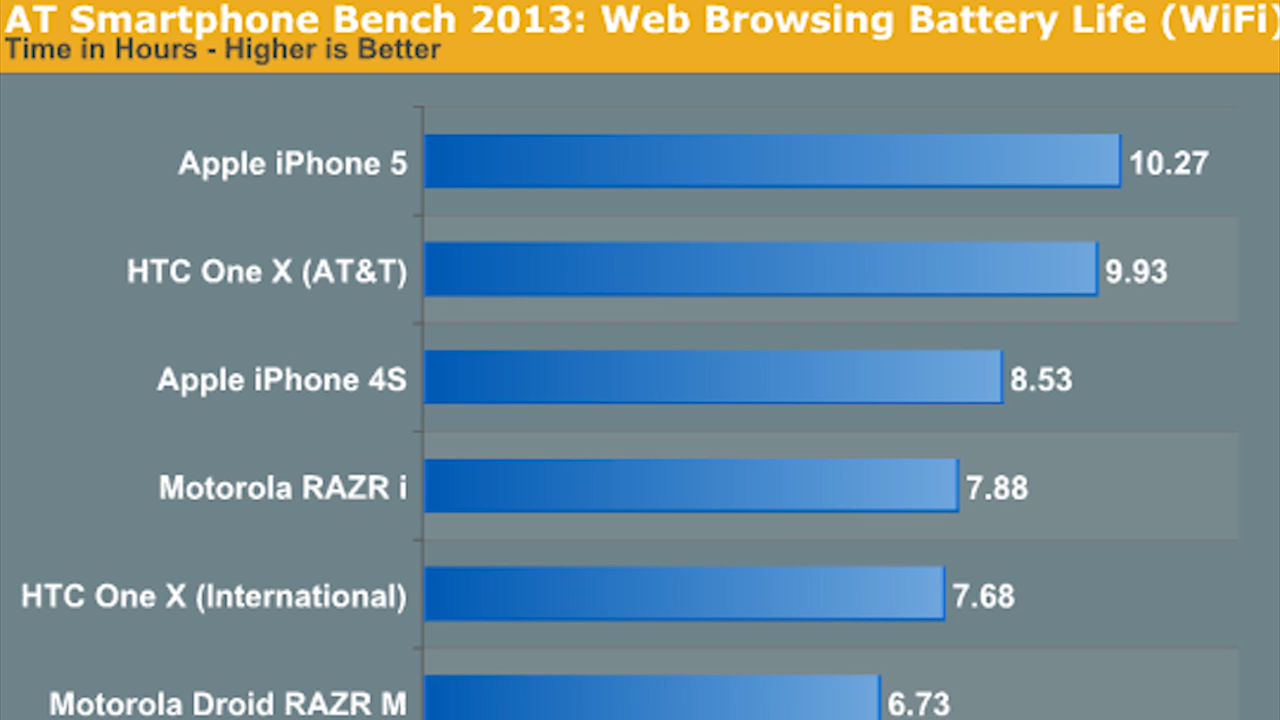 AT Smartphone Bench 2013: Web Browsing Battery Life (WiFi)
Time in Hours - Higher is Better
Apple iPhone 5 10.27
HTC One X (AT&T) 9.93
Apple iPhone 4S 8.53
Motorola RAZR i 7.88
HTC One X (International) 7.68
Motorola Droid RAZR M 6.73